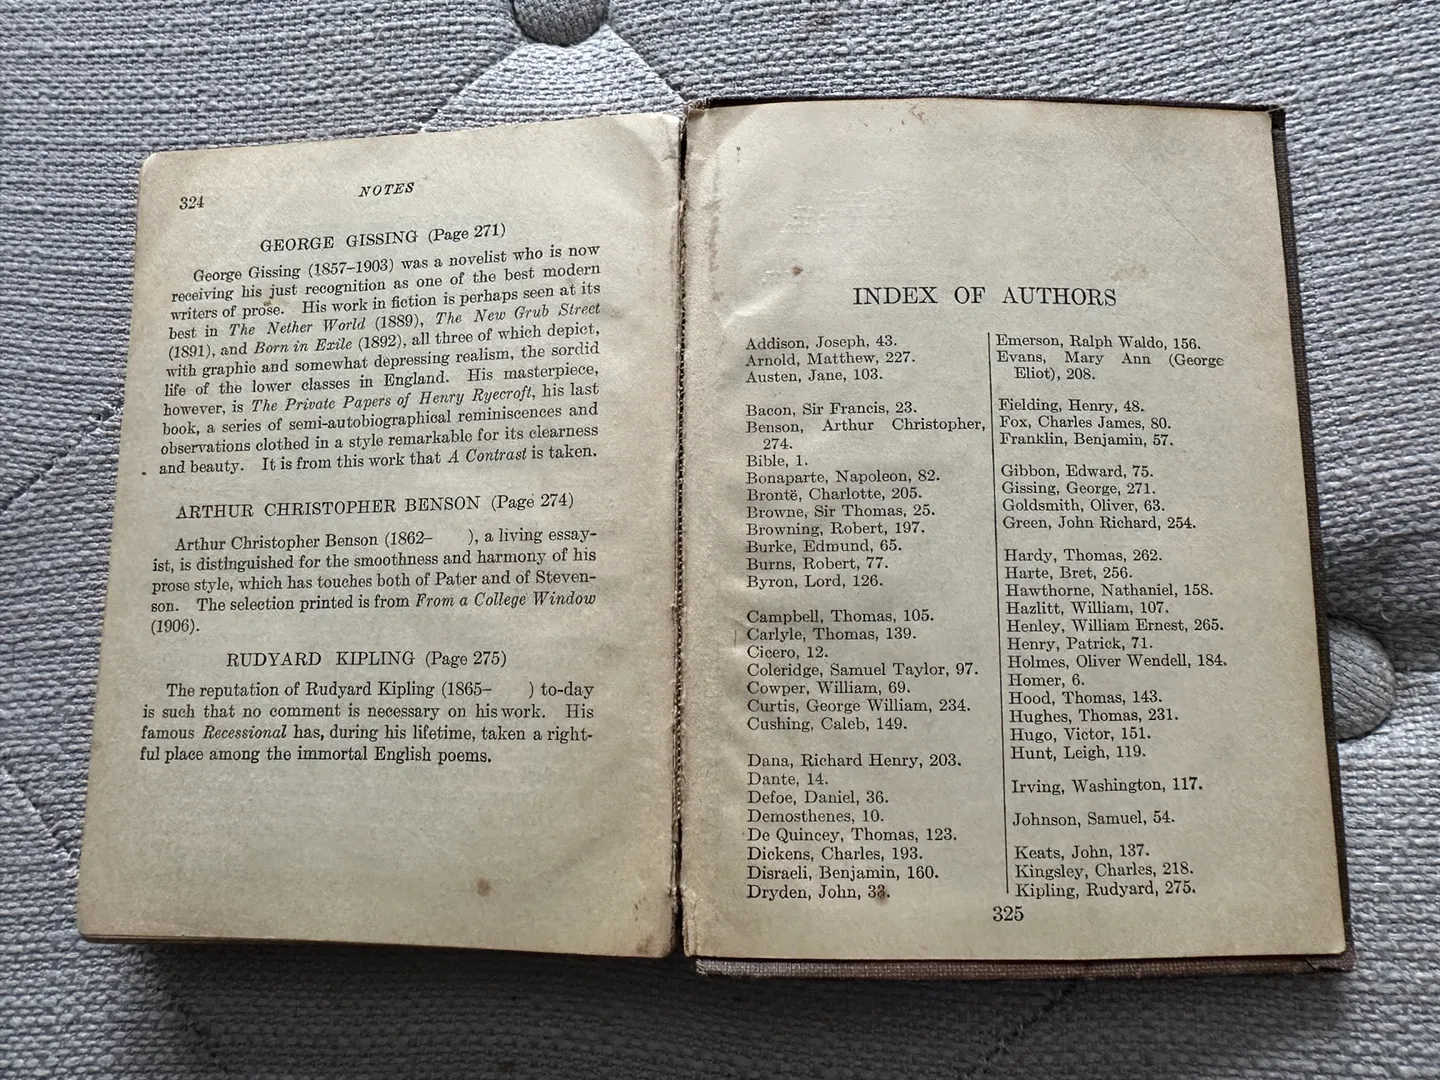 324
NOTES
GEORGE GISSING (Page 271)
George Gissing (1857–1903) was a novelist who is now
receiving his just recognition as one of the best modern
writers of prose. His work in fiction is perhaps seen at its
best in The Nether World (1889), The New Grub Street
(1891), and Born in Exile (1892), all three of which depict,
with graphic and somewhat depressing realism, the sordid
life of the lower classes in England. His masterpiece,
however, is The Private Papers of Henry Ryecroft, his last
book, a series of semi-autobiographical reminiscences and
observations clothed in a style remarkable for its clearness
and beauty. It is from this work that A Contrast is taken.
ARTHUR CHRISTOPHER BENSON (Page 274)
Arthur Christopher Benson (1862– ), a living essay-
ist, is distinguished for the smoothness and harmony of his
prose style, which has touches both of Pater and of Steven-
son. The selection printed is from From a College Window
(1906).
RUDYARD KIPLING (Page 275)
The reputation of Rudyard Kipling (1865– ) to-day
is such that no comment is necessary on his work. His
famous Recessional has, during his lifetime, taken a right-
ful place among the immortal English poems.
INDEX OF AUTHORS
Addison, Joseph, 43.
Arnold, Matthew, 227.
Austen, Jane, 103.
Bacon, Sir Francis, 23.
Benson, Arthur Christopher,
274.
Bible, 1.
Bonaparte, Napoleon, 82.
Brontë, Charlotte, 205.
Browne, Sir Thomas, 25.
Browning, Robert, 197.
Burke, Edmund, 65.
Burns, Robert, 77.
Byron, Lord, 126.
Campbell, Thomas, 105.
Carlyle, Thomas, 139.
Cicero, 12.
Coleridge, Samuel Taylor, 97.
Cowper, William, 69.
Curtis, George William, 234.
Cushing, Caleb, 149.
Dana, Richard Henry, 203.
Dante, 14.
Defoe, Daniel, 36.
Demosthenes, 10.
De Quincey, Thomas, 123.
Dickens, Charles, 193.
Disraeli, Benjamin, 160.
Dryden, John, 33.
Emerson, Ralph Waldo, 156.
Evans, Mary Ann (George
Eliot), 208.
Fielding, Henry, 48.
Fox, Charles James, 80.
Franklin, Benjamin, 57.
Gibbon, Edward, 75.
Gissing, George, 271.
Goldsmith, Oliver, 63.
Green, John Richard, 254.
Hardy, Thomas, 262.
Harte, Bret, 256.
Hawthorne, Nathaniel, 158.
Hazlitt, William, 107.
Henley, William Ernest, 265.
Henry, Patrick, 71.
Holmes, Oliver Wendell, 184.
Homer, 6.
Hood, Thomas, 143.
Hughes, Thomas, 231.
Hugo, Victor, 151.
Hunt, Leigh, 119.
Irving, Washington, 117.
Johnson, Samuel, 54.
Keats, John, 137.
Kingsley, Charles, 218.
Kipling, Rudyard, 275.
325